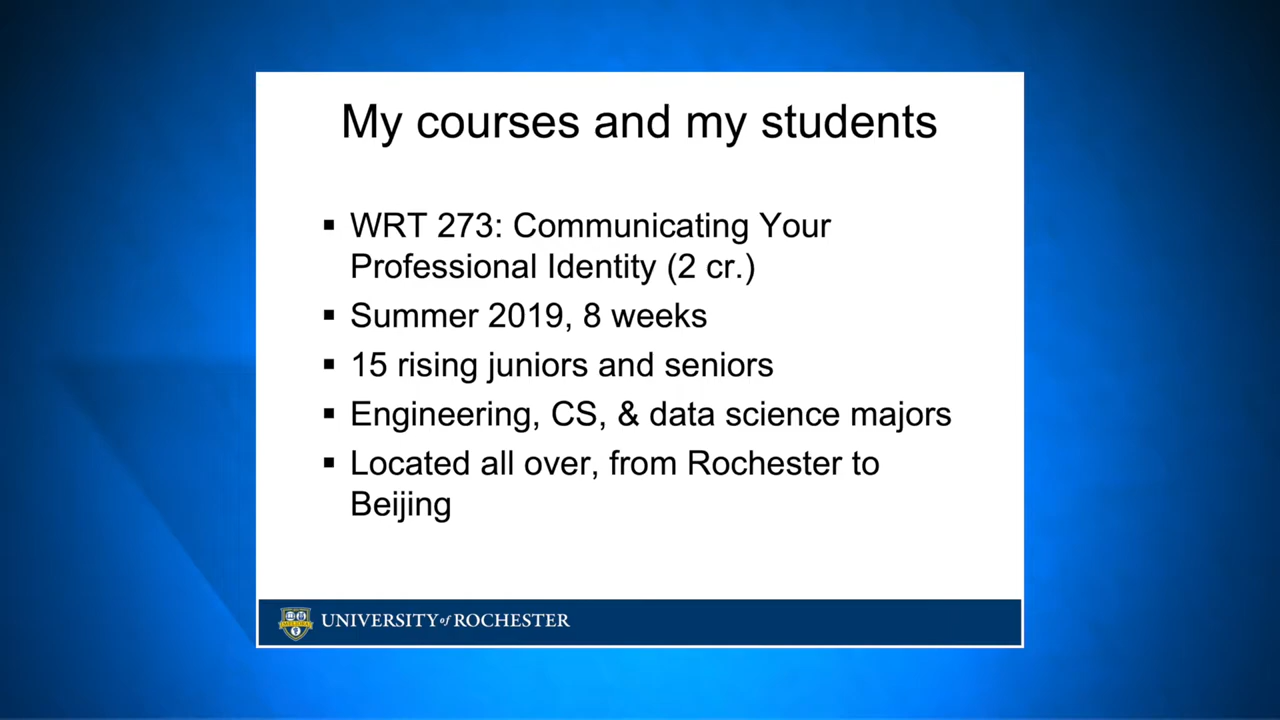 My courses and my students
▪ WRT 273: Communicating Your
Professional Identity (2 cr.)
▪ Summer 2019, 8 weeks
▪ 15 rising juniors and seniors
▪ Engineering, CS, & data science majors
▪ Located all over, from Rochester to
Beijing
UNIVERSITY of ROCHESTER